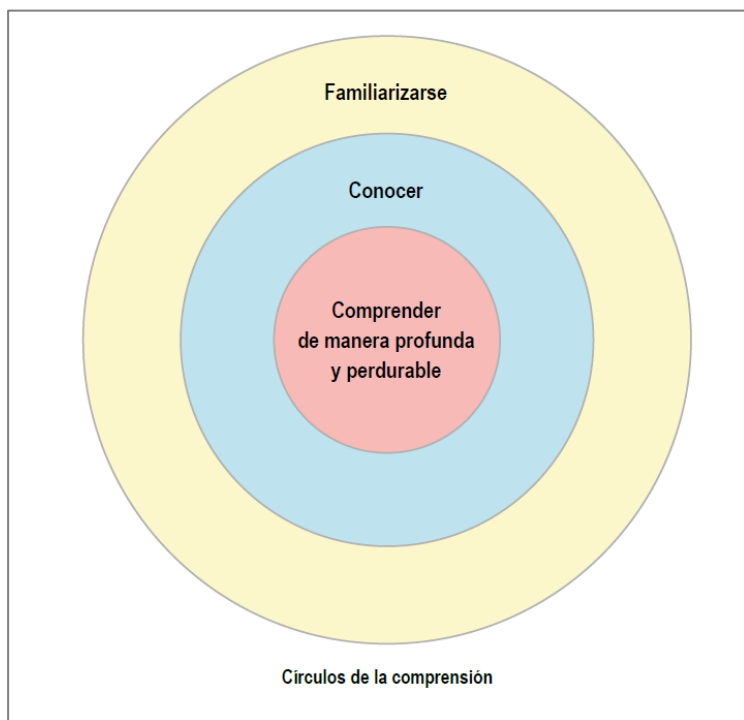 Familiarizarse
Conocer
Comprender
de manera profunda
y perdurable
Círculos de la comprensión